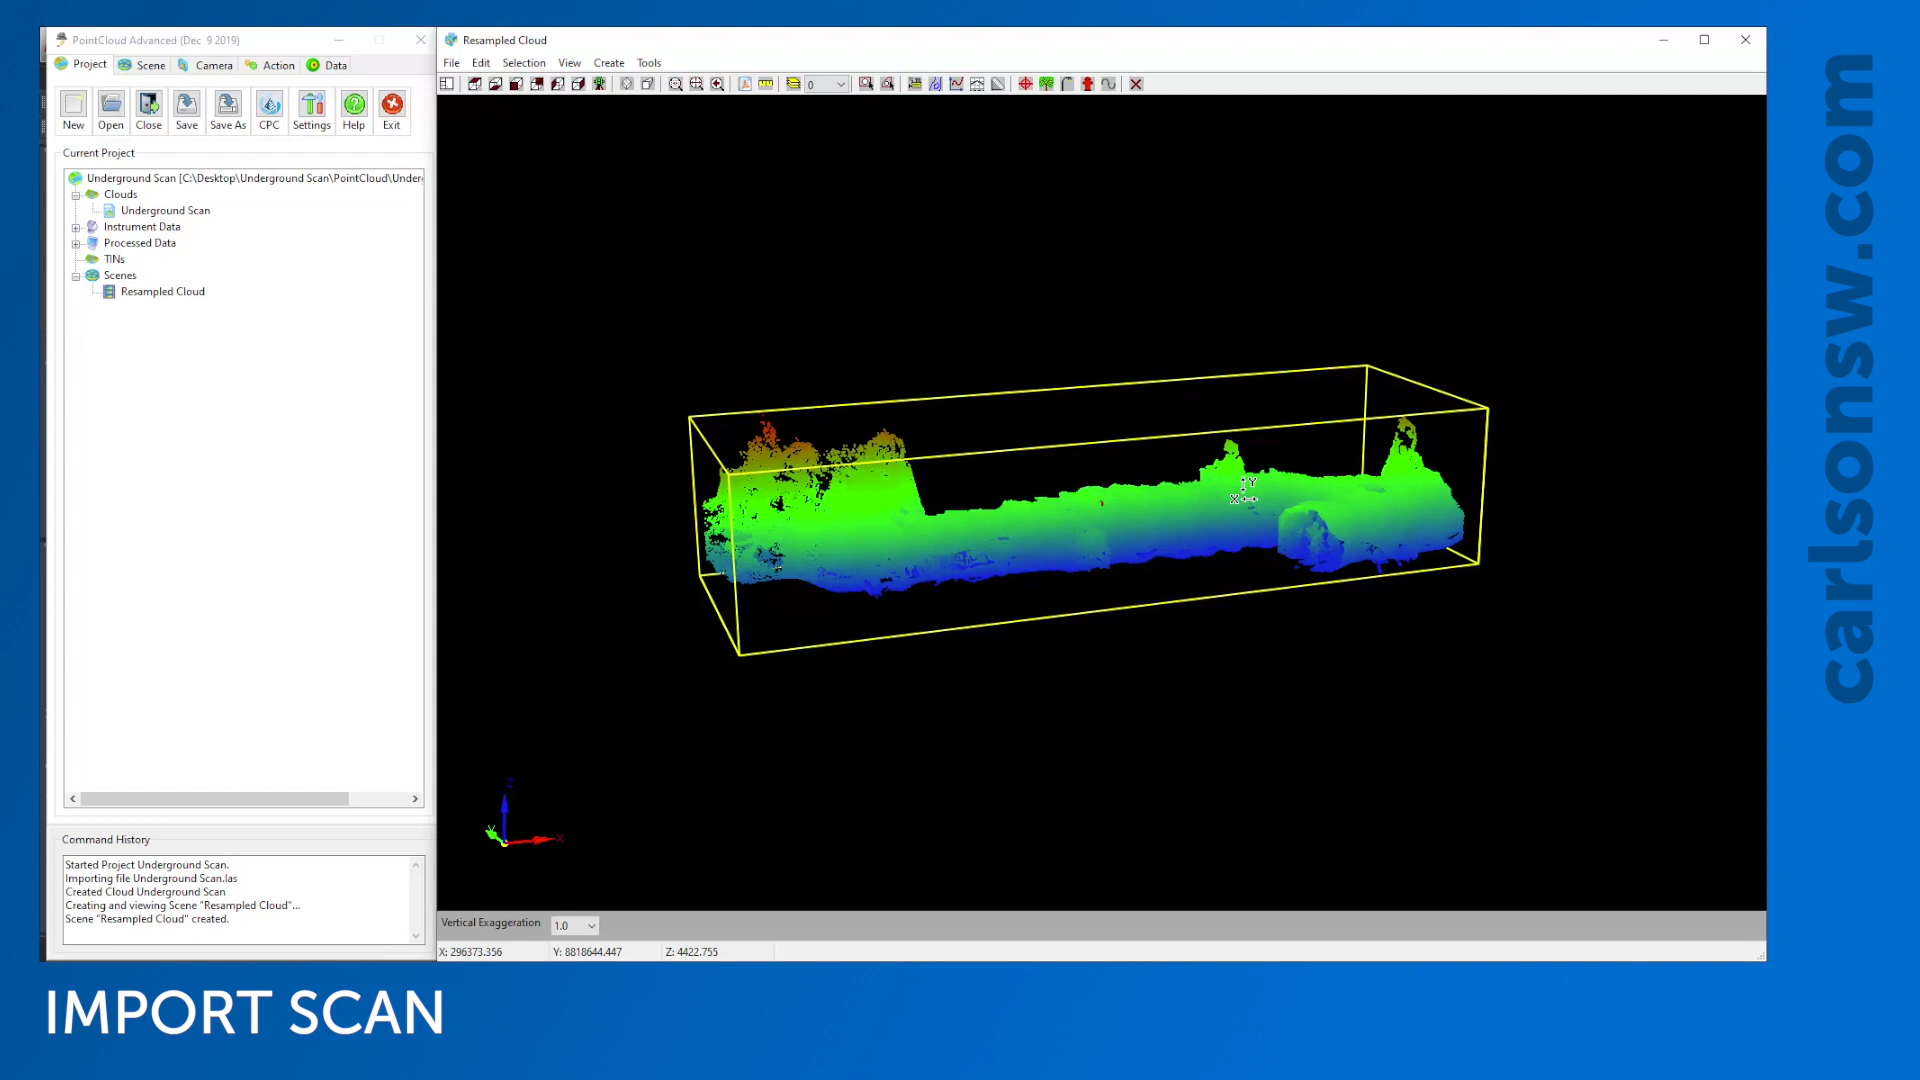 PointCloud Advanced (Dec 9 2019)
Project Scene Camera Action Data
New Open Close Save Save As CPC Settings Help Exit
Current Project
Underground Scan [C:\Desktop\Underground Scan\PointCloud\Underg
Clouds
Underground Scan
Instrument Data
Processed Data
TINs
Scenes
Resampled Cloud
Command History
Started Project Underground Scan.
Importing file Underground Scan.las
Created Cloud Underground Scan
Creating and viewing Scene "Resampled Cloud"...
Scene "Resampled Cloud" created.
Resampled Cloud
File Edit Selection View Create Tools
0
Y
X
Z
Y
X
Vertical Exaggeration 1.0
X: 296373.356 Y: 8818644.447 Z: 4422.755
carlsonsw.com
IMPORT SCAN